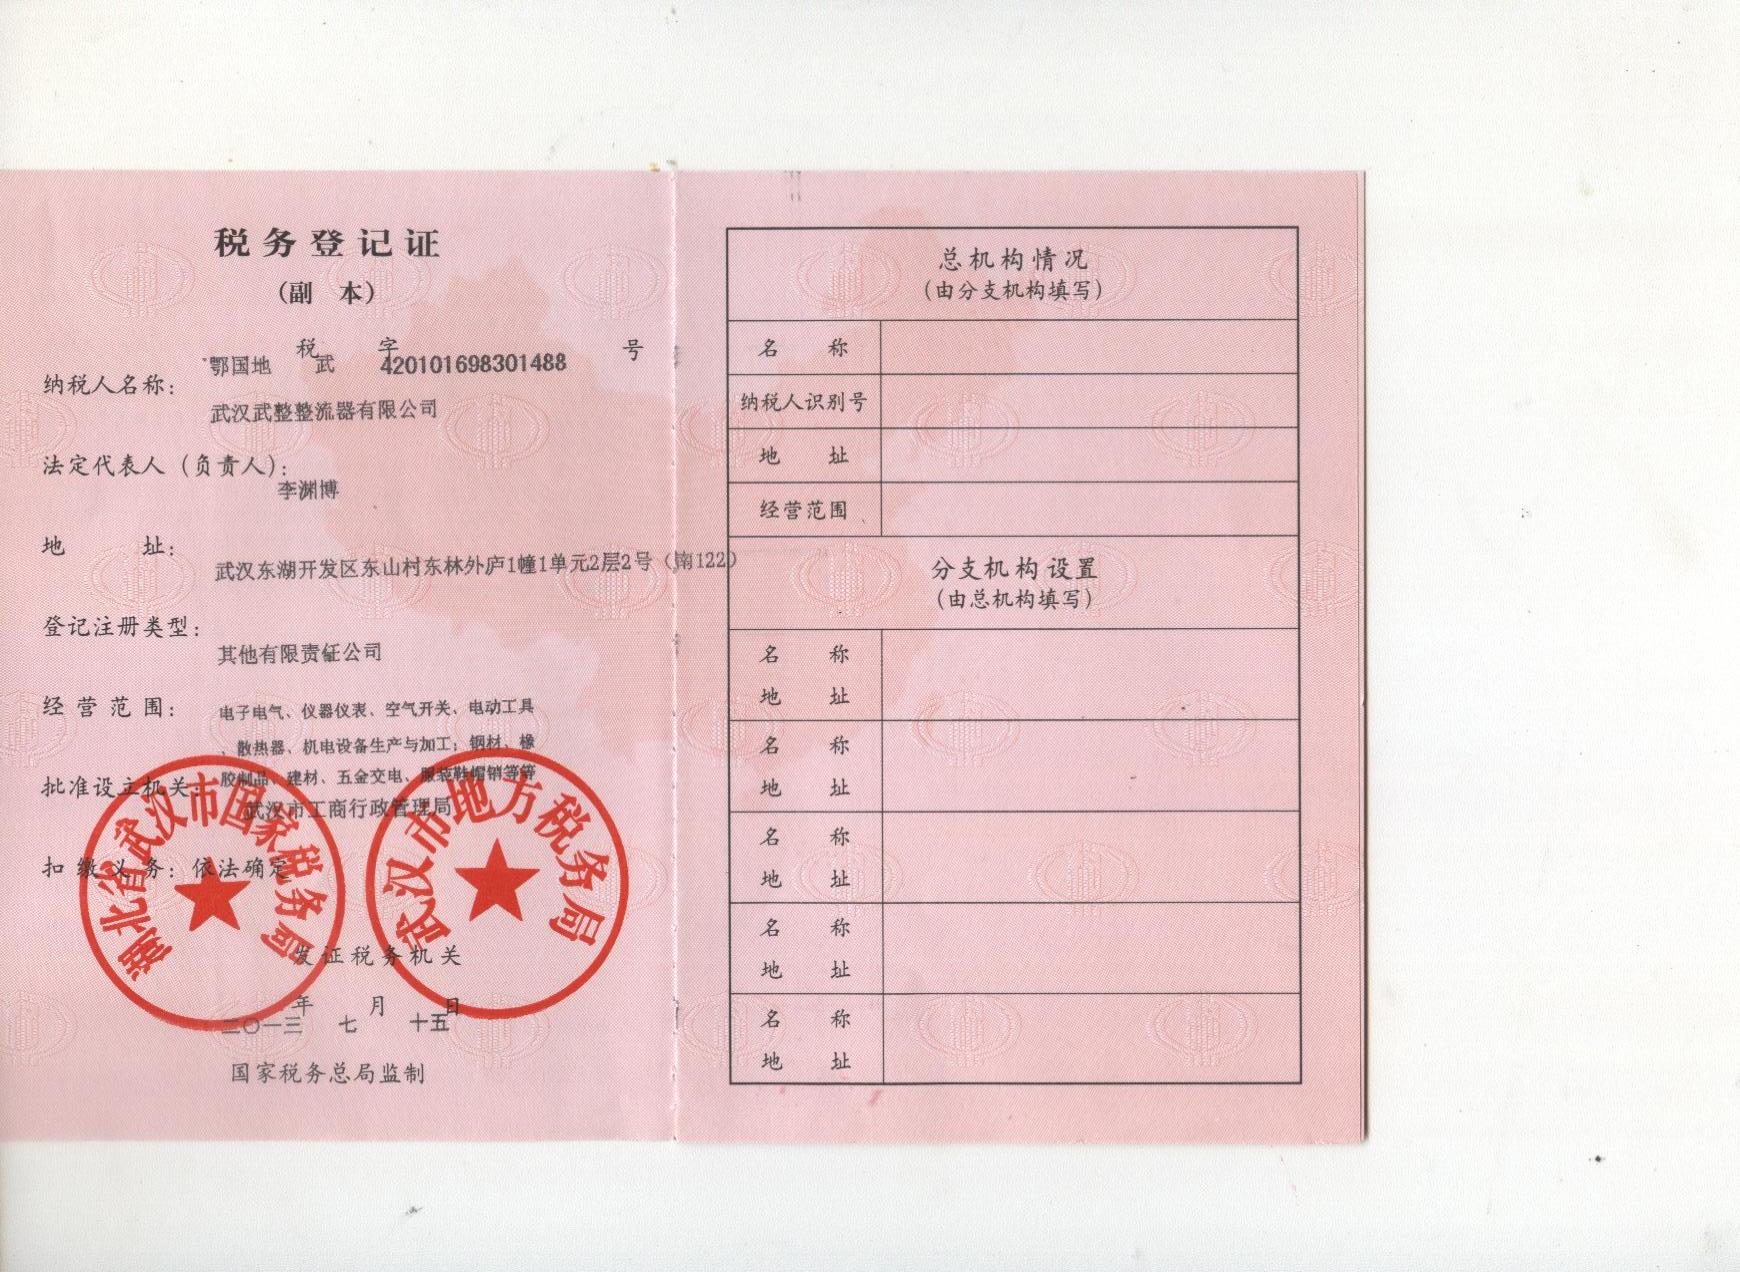 税务登记证
（副 本）
税 字 号
鄂国地 武 420101698301488
纳税人名称：
武汉武整整流器有限公司
法定代表人（负责人）：
李渊博
地 址：
武汉东湖开发区东山村东林外庐1幢1单元2层2号（南122）
登记注册类型：
其他有限责任公司
经营范围：
电子电气、仪器仪表、空气开关、电动工具
、散热器、机电设备生产与加工；钢材、橡
胶制品、建材、五金交电、服装鞋帽销等等
批准设立机关：
武汉市工商行政管理局
扣缴义务：依法确定
湖北省武汉市国家税务局
武汉市地方税务局
发证税务机关
年 月 日
二〇一三 七 十五
国家税务总局监制
总机构情况
（由分支机构填写）
名 称
纳税人识别号
地 址
经营范围
分支机构设置
（由总机构填写）
名 称
地 址
名 称
地 址
名 称
地 址
名 称
地 址
名 称
地 址